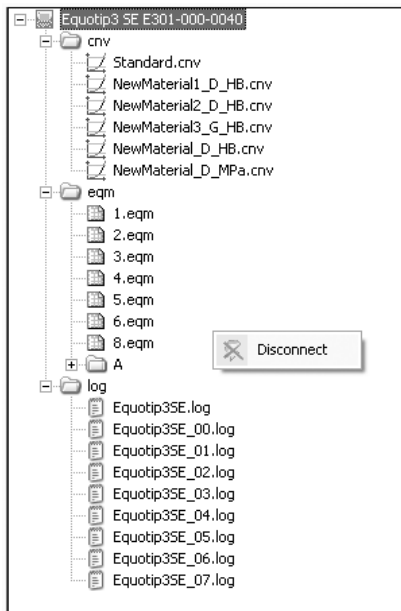 Equotip3 SE E301-000-0040
cnv
Standard.cnv
NewMaterial1_D_HB.cnv
NewMaterial2_D_HB.cnv
NewMaterial3_G_HB.cnv
NewMaterial_D_HB.cnv
NewMaterial_D_MPa.cnv
eqm
1.eqm
2.eqm
3.eqm
4.eqm
5.eqm
6.eqm
8.eqm
Disconnect
A
log
Equotip3SE.log
Equotip3SE_00.log
Equotip3SE_01.log
Equotip3SE_02.log
Equotip3SE_03.log
Equotip3SE_04.log
Equotip3SE_05.log
Equotip3SE_06.log
Equotip3SE_07.log